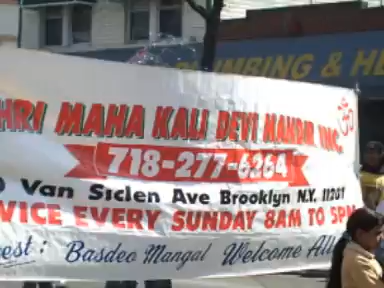 UMBING & HE
HRI MAHA KALI DEVI MANDIR INC. ॐ
718-277-6264
Van Siclen Ave Brooklyn N.Y. 11207
VICE EVERY SUNDAY 8AM TO 5PM
est: Basdeo Mangal Welcome All